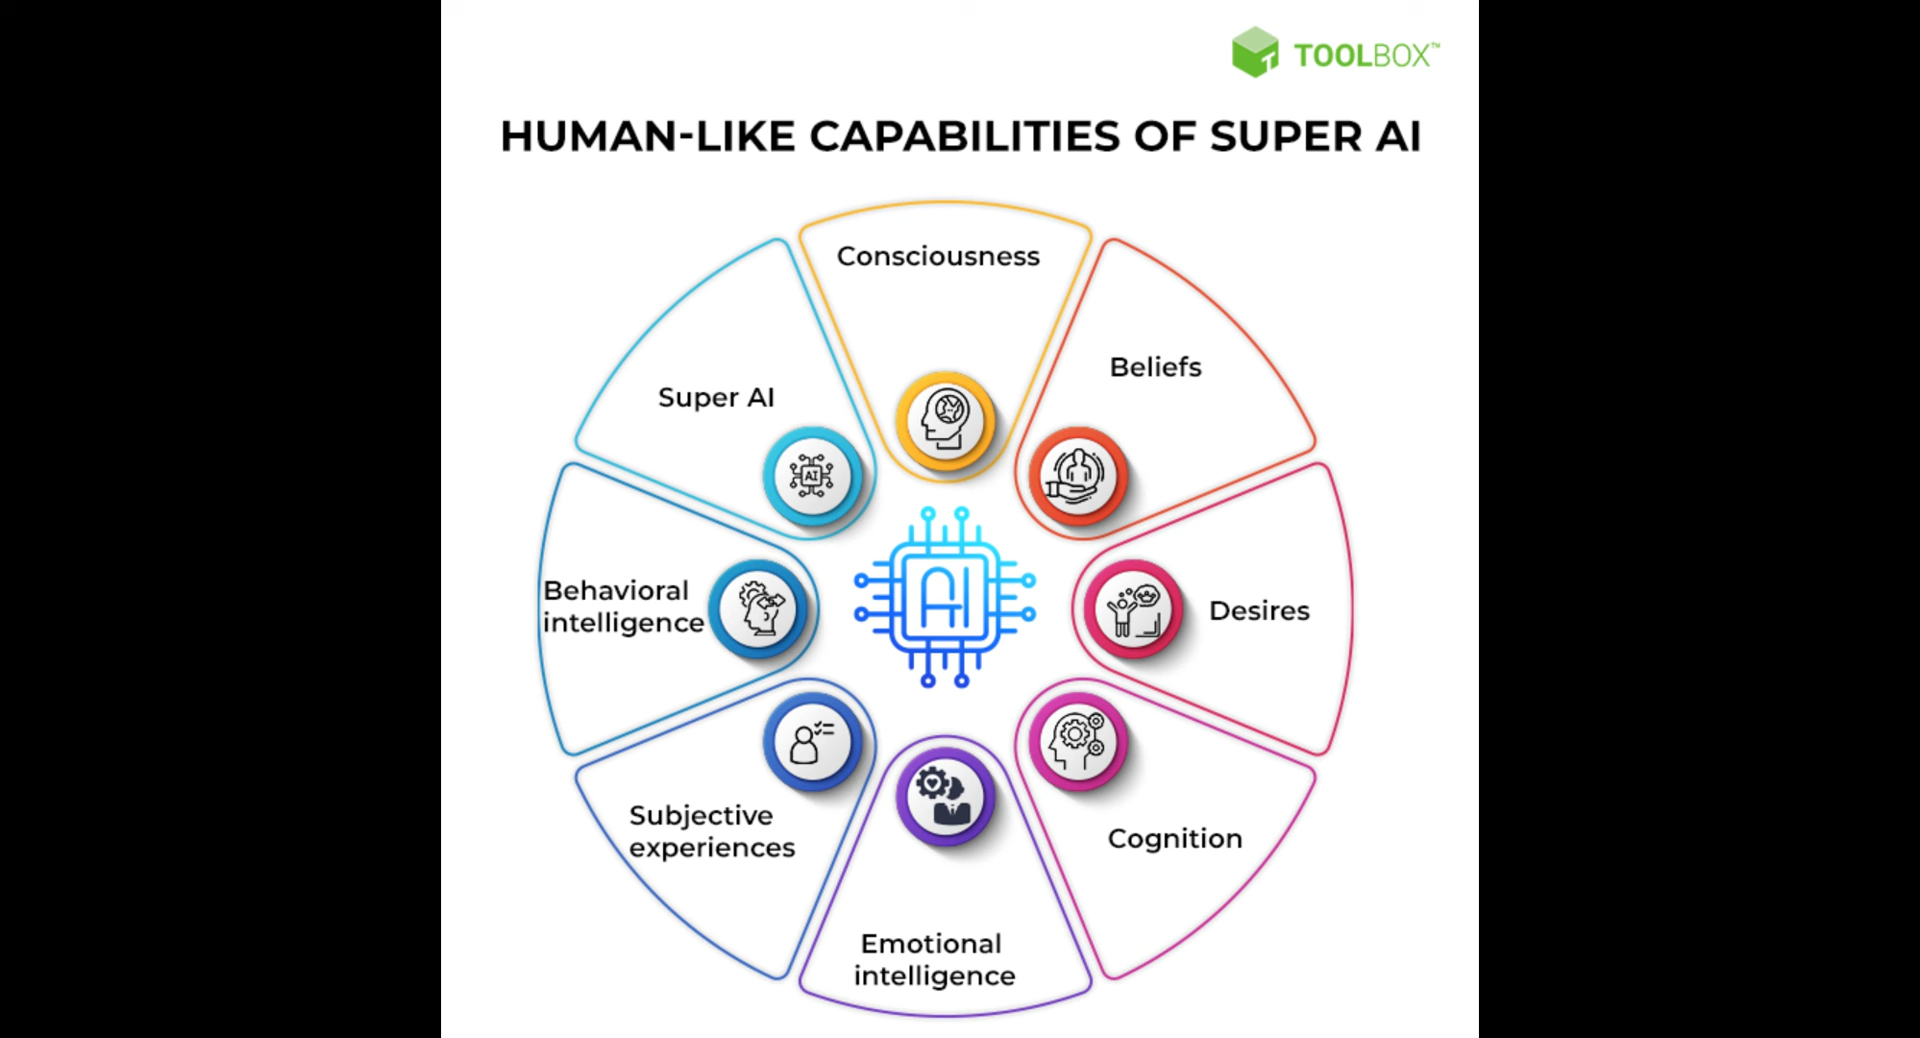 TOOLBOX™
HUMAN-LIKE CAPABILITIES OF SUPER AI
Consciousness
Beliefs
Super AI
AI
AI
Behavioral
intelligence
Desires
Subjective
experiences
Cognition
Emotional
intelligence